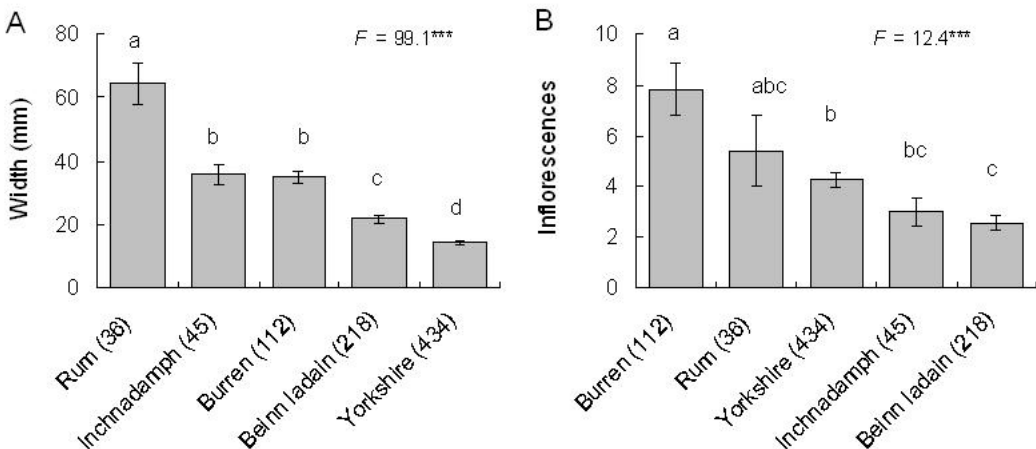 A
Width (mm)
80
60
40
20
0
F = 99.1***
a
b
b
c
d
Rum (36)
Inchnadamph (45)
Burren (112)
Beinn Iadain (218)
Yorkshire (434)
B
Inflorescences
10
8
6
4
2
0
F = 12.4***
a
abc
b
bc
c
Burren (112)
Rum (36)
Yorkshire (434)
Inchnadamph (45)
Beinn Iadain (218)